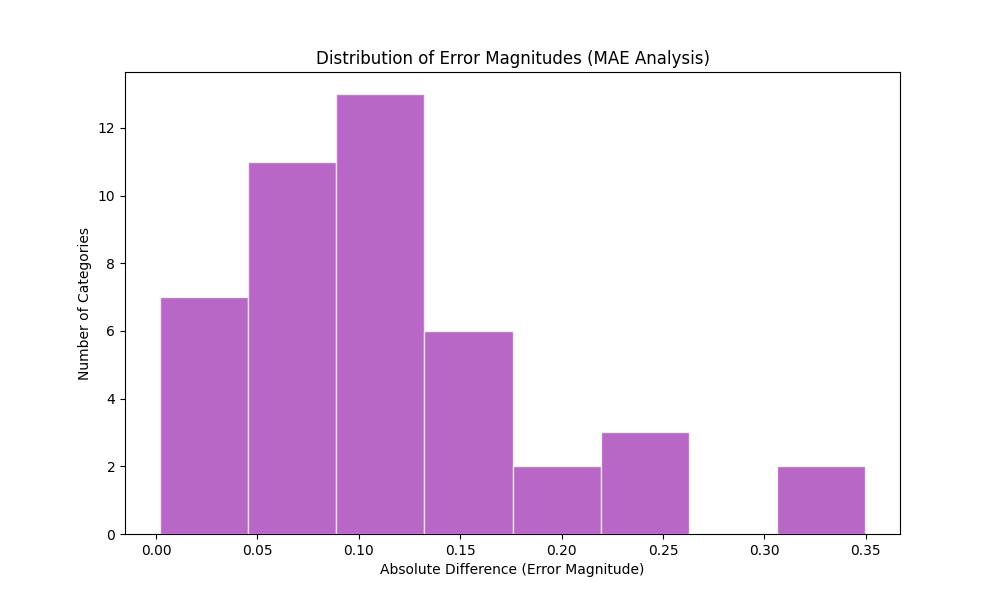 Distribution of Error Magnitudes (MAE Analysis)
Number of Categories
12
10
8
6
4
2
0
0.00 0.05 0.10 0.15 0.20 0.25 0.30 0.35
Absolute Difference (Error Magnitude)